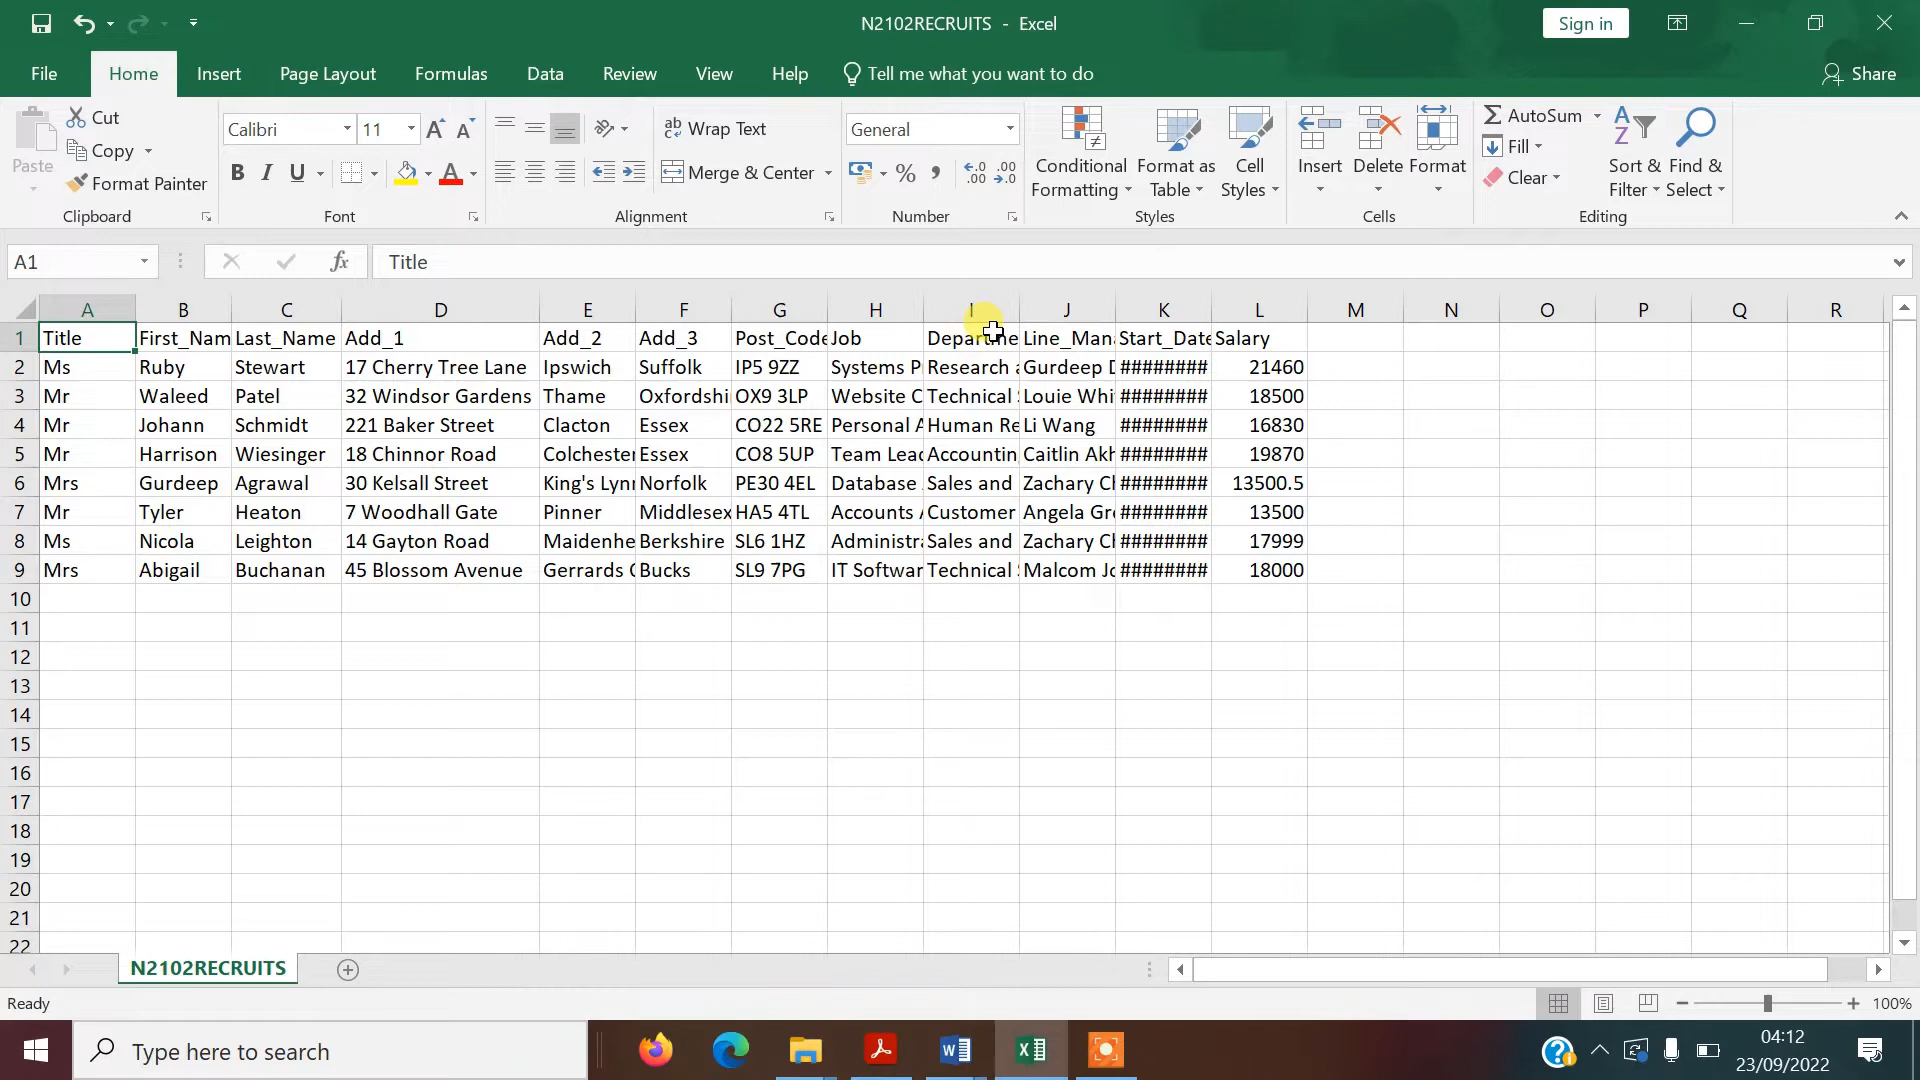 N2102RECRUITS - Excel
Sign in
File Home Insert Page Layout Formulas Data Review View Help Tell me what you want to do Share
Paste
Cut
Copy
Format Painter
Clipboard
Calibri 11
B I U
Font
Wrap Text
Merge & Center
Alignment
General
Number
Conditional Formatting
Format as Table
Cell Styles
Styles
Insert Delete Format
Cells
AutoSum
Fill
Clear
Sort & Filter
Find & Select
Editing
A1 fx Title
A B C D E F G H I J K L M N O P Q R
1 Title First_Nam Last_Name Add_1 Add_2 Add_3 Post_Code Job Departme Line_Man Start_Date Salary
2 Ms Ruby Stewart 17 Cherry Tree Lane Ipswich Suffolk IP5 9ZZ Systems P Research a Gurdeep D ######## 21460
3 Mr Waleed Patel 32 Windsor Gardens Thame Oxfordshi OX9 3LP Website C Technical Louie Whi ######## 18500
4 Mr Johann Schmidt 221 Baker Street Clacton Essex CO22 5RE Personal A Human Re Li Wang ######## 16830
5 Mr Harrison Wiesinger 18 Chinnor Road Colchester Essex CO8 5UP Team Lead Accounting Caitlin Akh ######## 19870
6 Mrs Gurdeep Agrawal 30 Kelsall Street King's Lynn Norfolk PE30 4EL Database Sales and Zachary Ch ######## 13500.5
7 Mr Tyler Heaton 7 Woodhall Gate Pinner Middlesex HA5 4TL Accounts A Customer Angela Gr ######## 13500
8 Ms Nicola Leighton 14 Gayton Road Maidenhe Berkshire SL6 1HZ Administra Sales and Zachary Ch ######## 17999
9 Mrs Abigail Buchanan 45 Blossom Avenue Gerrards C Bucks SL9 7PG IT Softwar Technical Malcom Jo ######## 18000
10
11
12
13
14
15
16
17
18
19
20
21
22
N2102RECRUITS
Ready
100%
Type here to search
04:12
23/09/2022